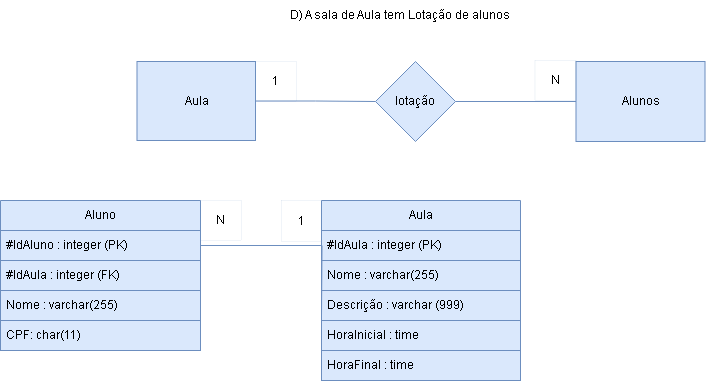 D) A sala de Aula tem Lotação de alunos
Aula
1
lotação
N
Alunos
Aluno
#IdAluno : integer (PK)
#IdAula : integer (FK)
Nome : varchar(255)
CPF: char(11)
N
1
Aula
#IdAula : integer (PK)
Nome : varchar(255)
Descrição : varchar (999)
HoraInicial : time
HoraFinal : time